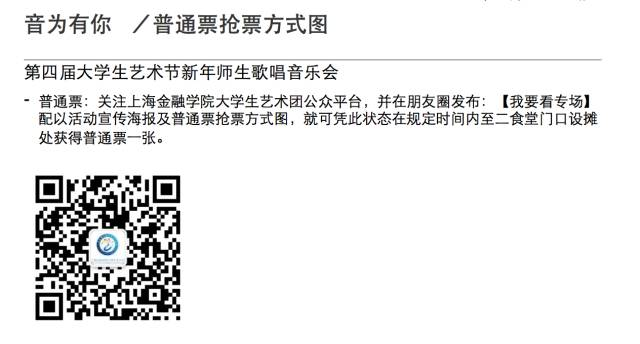 音为有你 ／普通票抢票方式图
第四届大学生艺术节新年师生歌唱音乐会
- 普通票：关注上海金融学院大学生艺术团公众平台，并在朋友圈发布：【我要看专场】
配以活动宣传海报及普通票抢票方式图，就可凭此状态在规定时间内至二食堂门口设摊
处获得普通票一张。